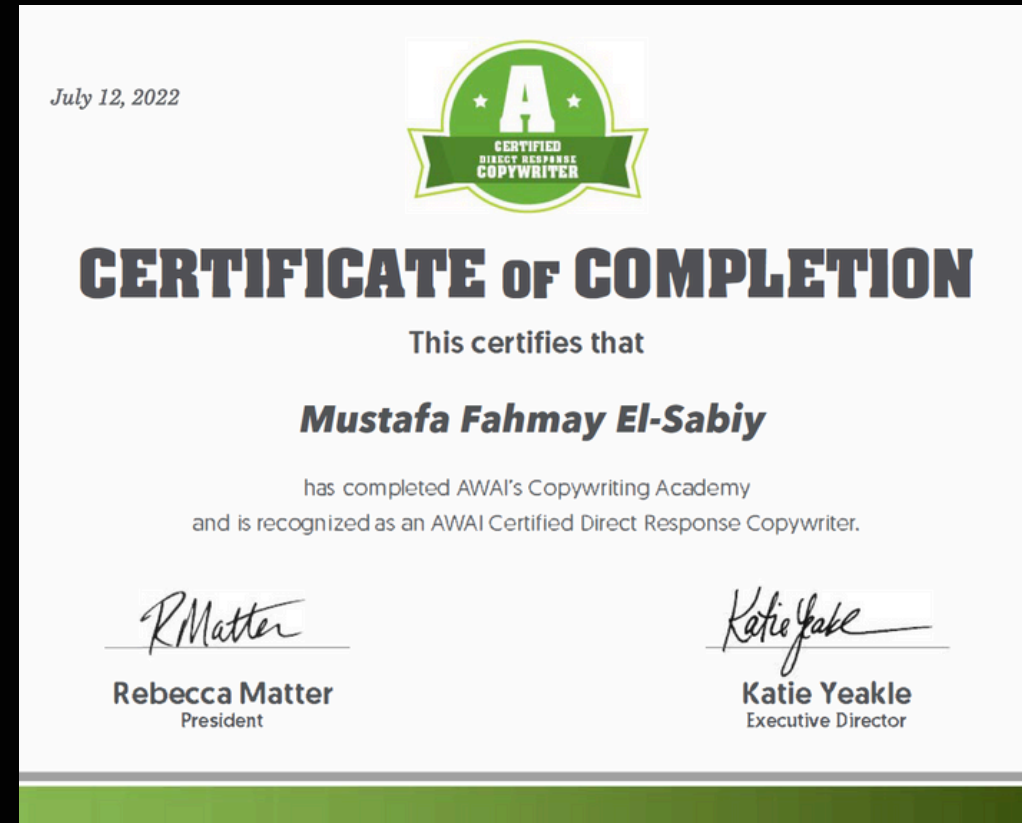 July 12, 2022
A
CERTIFIED
DIRECT RESPONSE
COPYWRITER
CERTIFICATE OF COMPLETION
This certifies that
Mustafa Fahmay El-Sabiy
has completed AWAI's Copywriting Academy
and is recognized as an AWAI Certified Direct Response Copywriter.
RMatter
Katie Yeakle
Rebecca Matter
President
Katie Yeakle
Executive Director